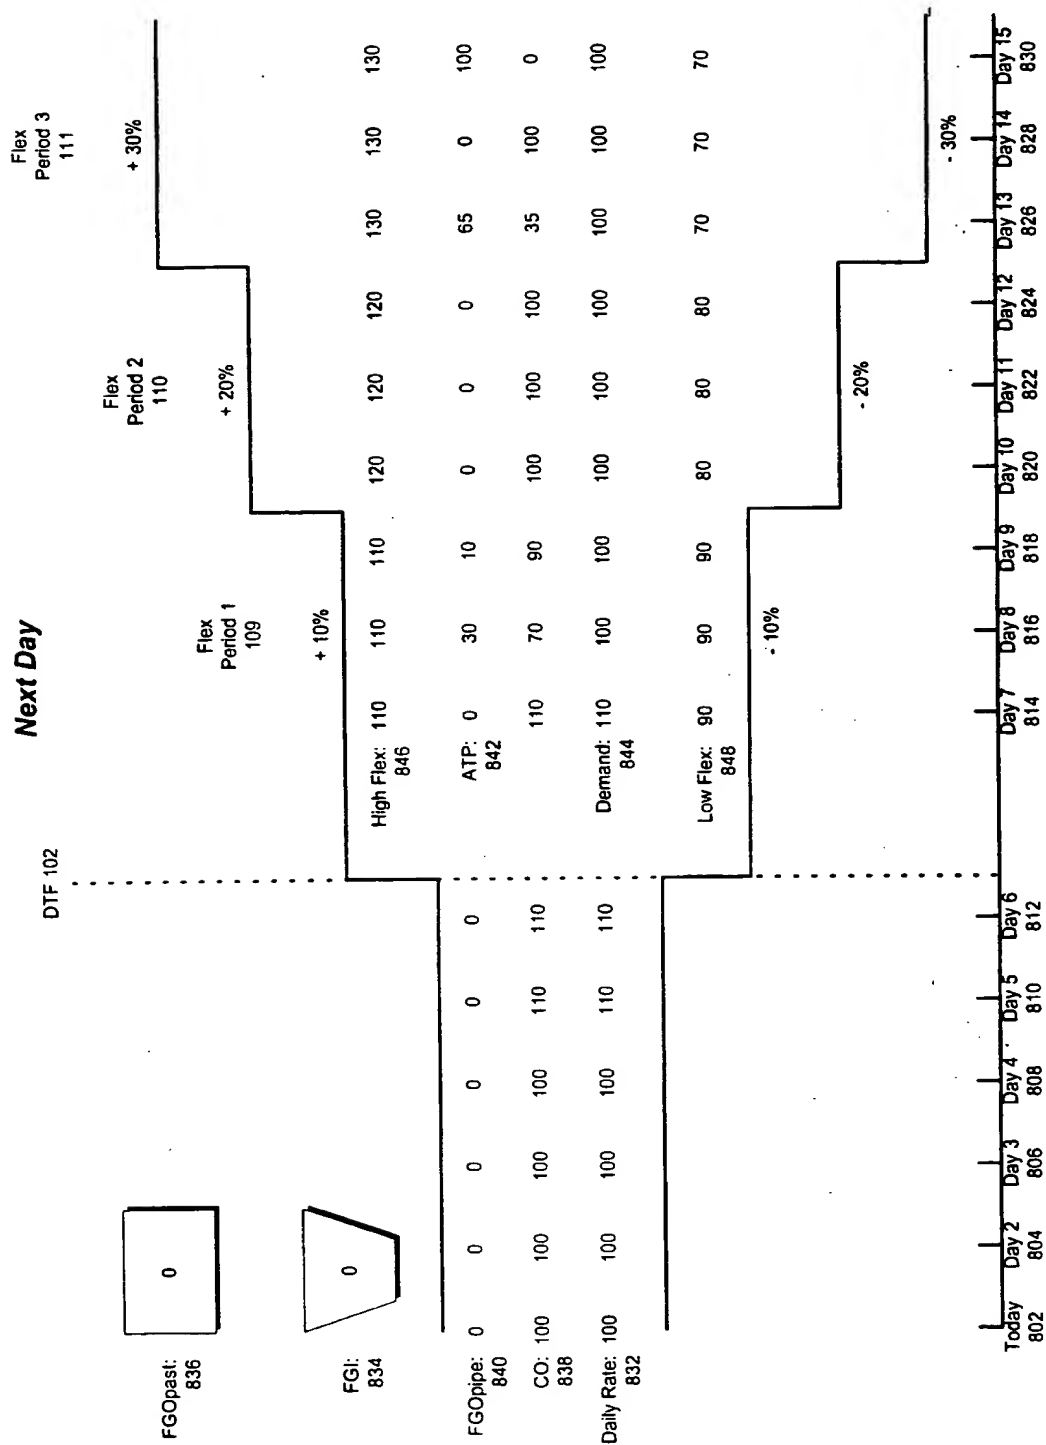 Next Day
DTF 102
Flex
Period 1
109
Flex
Period 2
110
Flex
Period 3
111
+ 10%
+ 20%
+ 30%
FGOpast:
836
0
FGI:
834
0
High Flex: 110 110 110 120 120 120 130 130 130
846
FGOpipe: 0 0 0 0 0 0
840
ATP: 0 30 10 0 0 0 65 0 100
842
CO: 100 100 100 100 110 110 110 70 90 100 100 100 35 100 0
838
Daily Rate: 100 100 100 100 110 110
832
Demand: 110 100 100 100 100 100 100 100 100
844
Low Flex: 90 90 90 80 80 80 70 70 70
848
- 10%
- 20%
- 30%
Today Day 2 Day 3 Day 4 Day 5 Day 6 Day 7 Day 8 Day 9 Day 10 Day 11 Day 12 Day 13 Day 14 Day 15
802 804 806 808 810 812 814 816 818 820 822 824 826 828 830